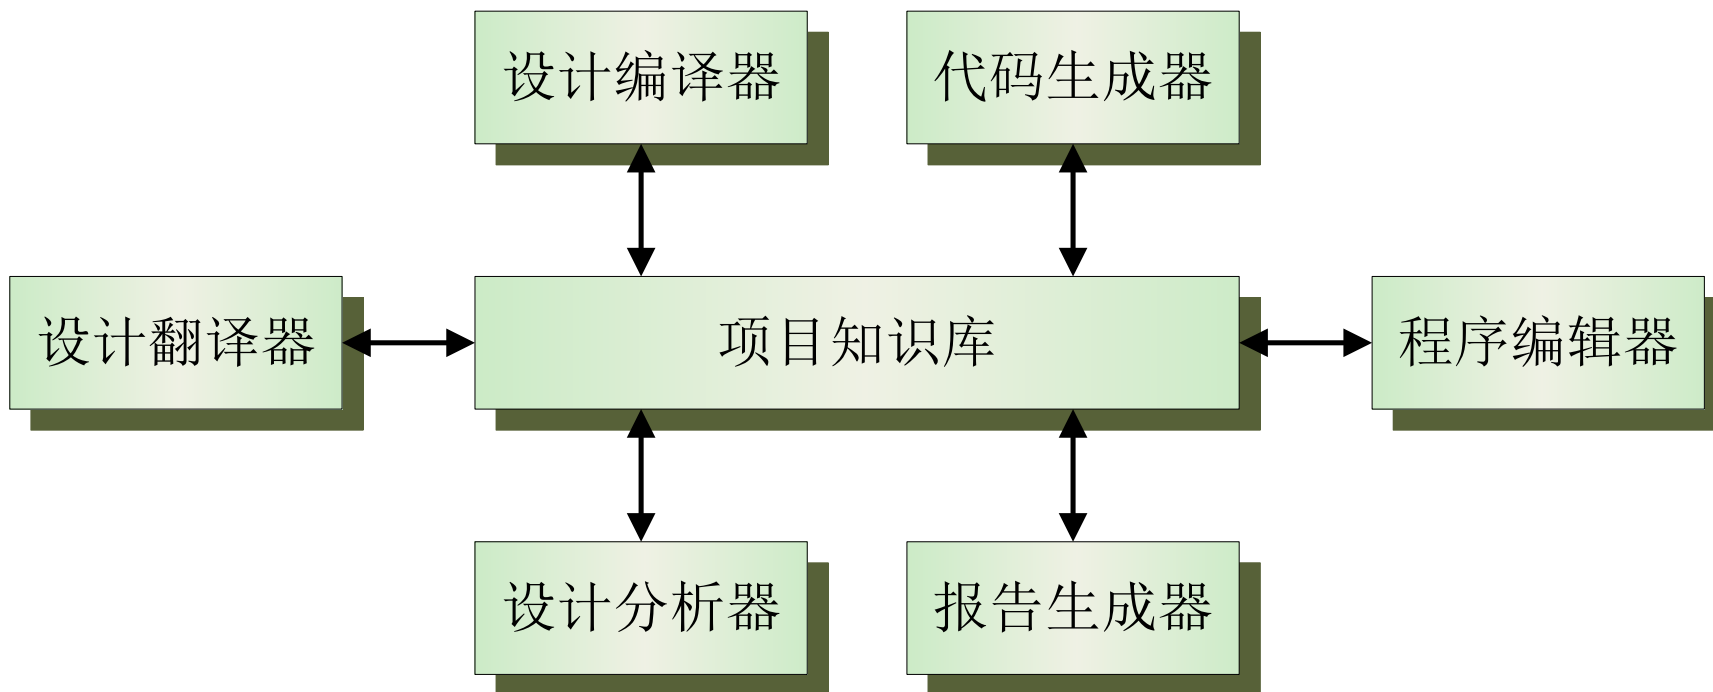 设计编译器
代码生成器
设计翻译器
项目知识库
程序编辑器
设计分析器
报告生成器